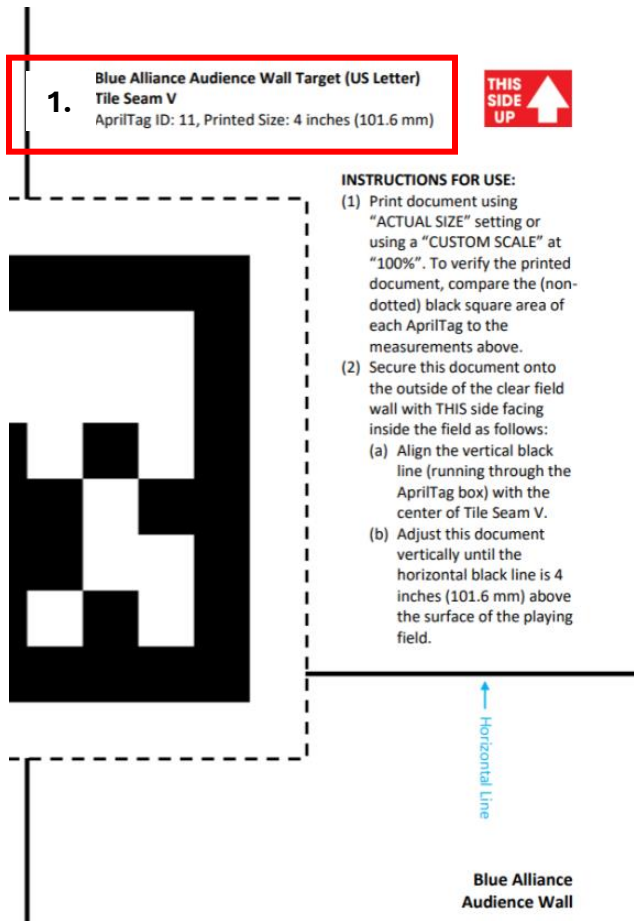 1.
Blue Alliance Audience Wall Target (US Letter)
Tile Seam V
AprilTag ID: 11, Printed Size: 4 inches (101.6 mm)
THIS
SIDE
UP
INSTRUCTIONS FOR USE:
(1) Print document using
“ACTUAL SIZE” setting or
using a “CUSTOM SCALE” at
“100%”. To verify the printed
document, compare the (non-
dotted) black square area of
each AprilTag to the
measurements above.
(2) Secure this document onto
the outside of the clear field
wall with THIS side facing
inside the field as follows:
(a) Align the vertical black
line (running through the
AprilTag box) with the
center of Tile Seam V.
(b) Adjust this document
vertically until the
horizontal black line is 4
inches (101.6 mm) above
the surface of the playing
field.
Horizontal Line
Blue Alliance
Audience Wall